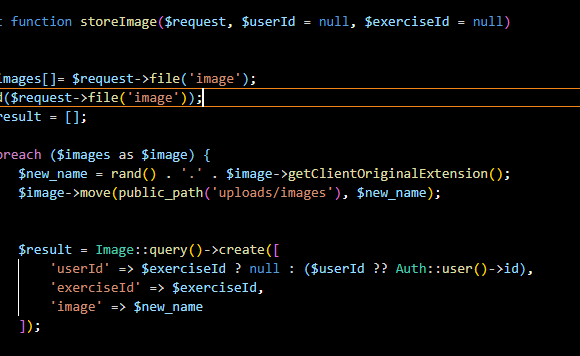 t function storeImage($request, $userId = null, $exerciseId = null)
images[]= $request->file('image');
d($request->file('image'));
result = [];
oreach ($images as $image) {
$new_name = rand() . '.' . $image->getClientOriginalExtension();
$image->move(public_path('uploads/images'), $new_name);
$result = Image::query()->create([
'userId' => $exerciseId ? null : ($userId ?? Auth::user()->id),
'exerciseId' => $exerciseId,
'image' => $new_name
]);